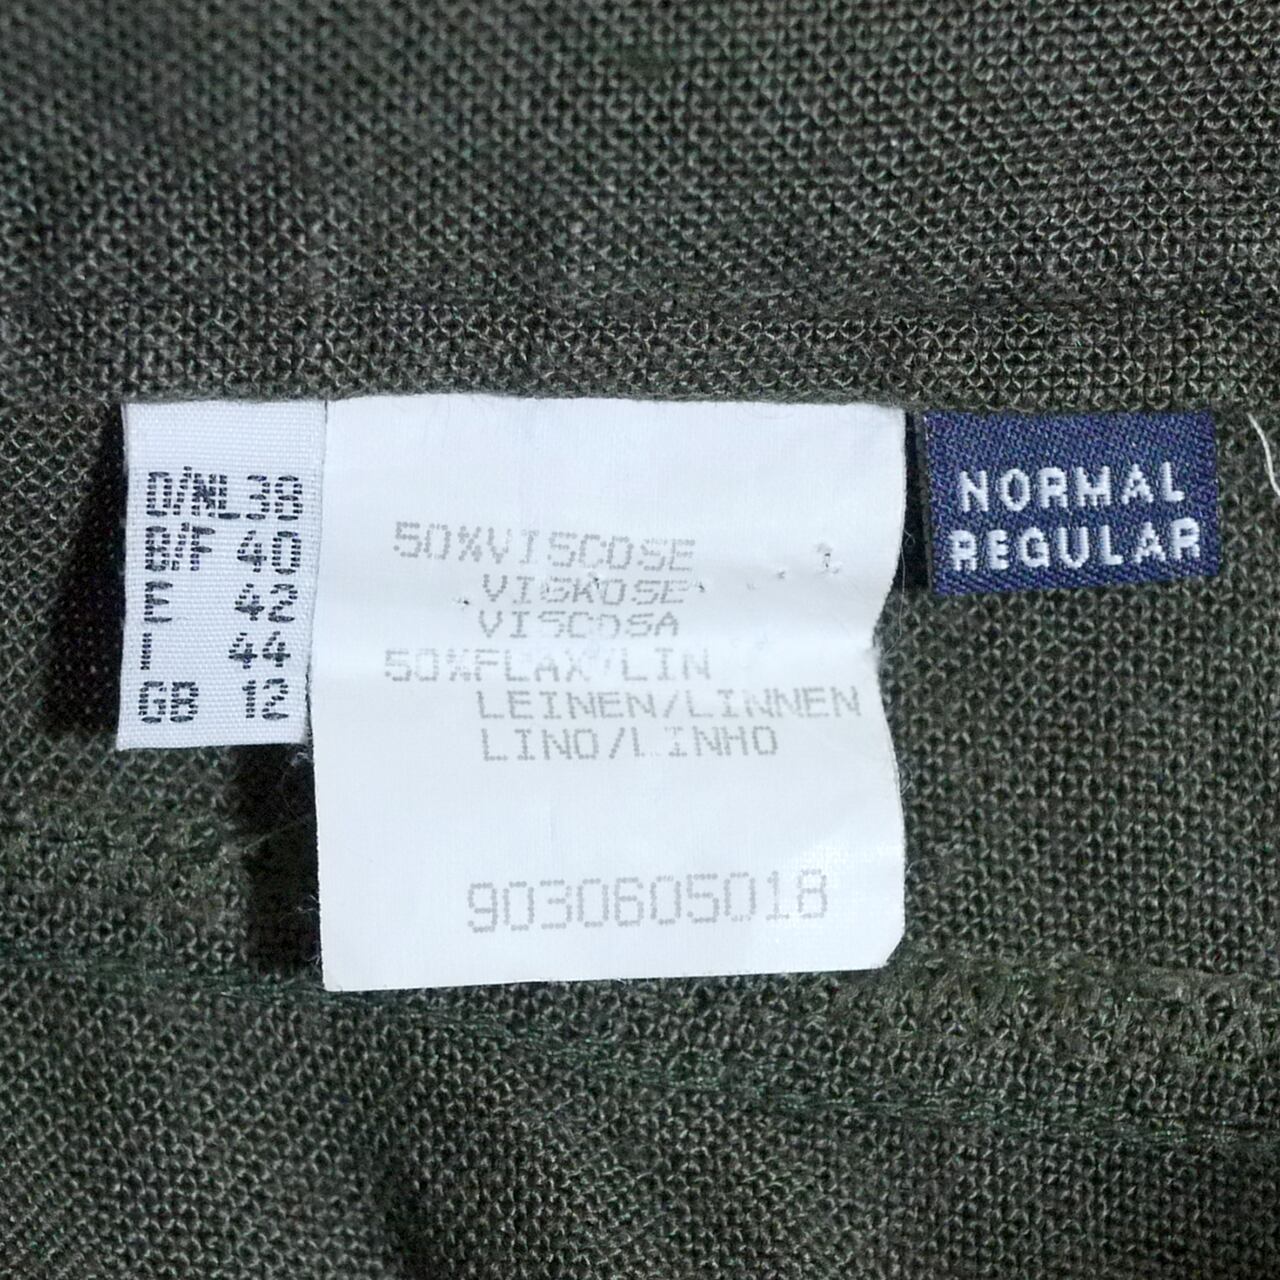 D/NL38
B/F 40
E 42
I 44
GB 12
50%VISCOSE
VISKOSE
VISCOSA
50%FLAX/LIN
LEINEN/LINNEN
LINO/LINHO
9030605018
NORMAL
REGULAR